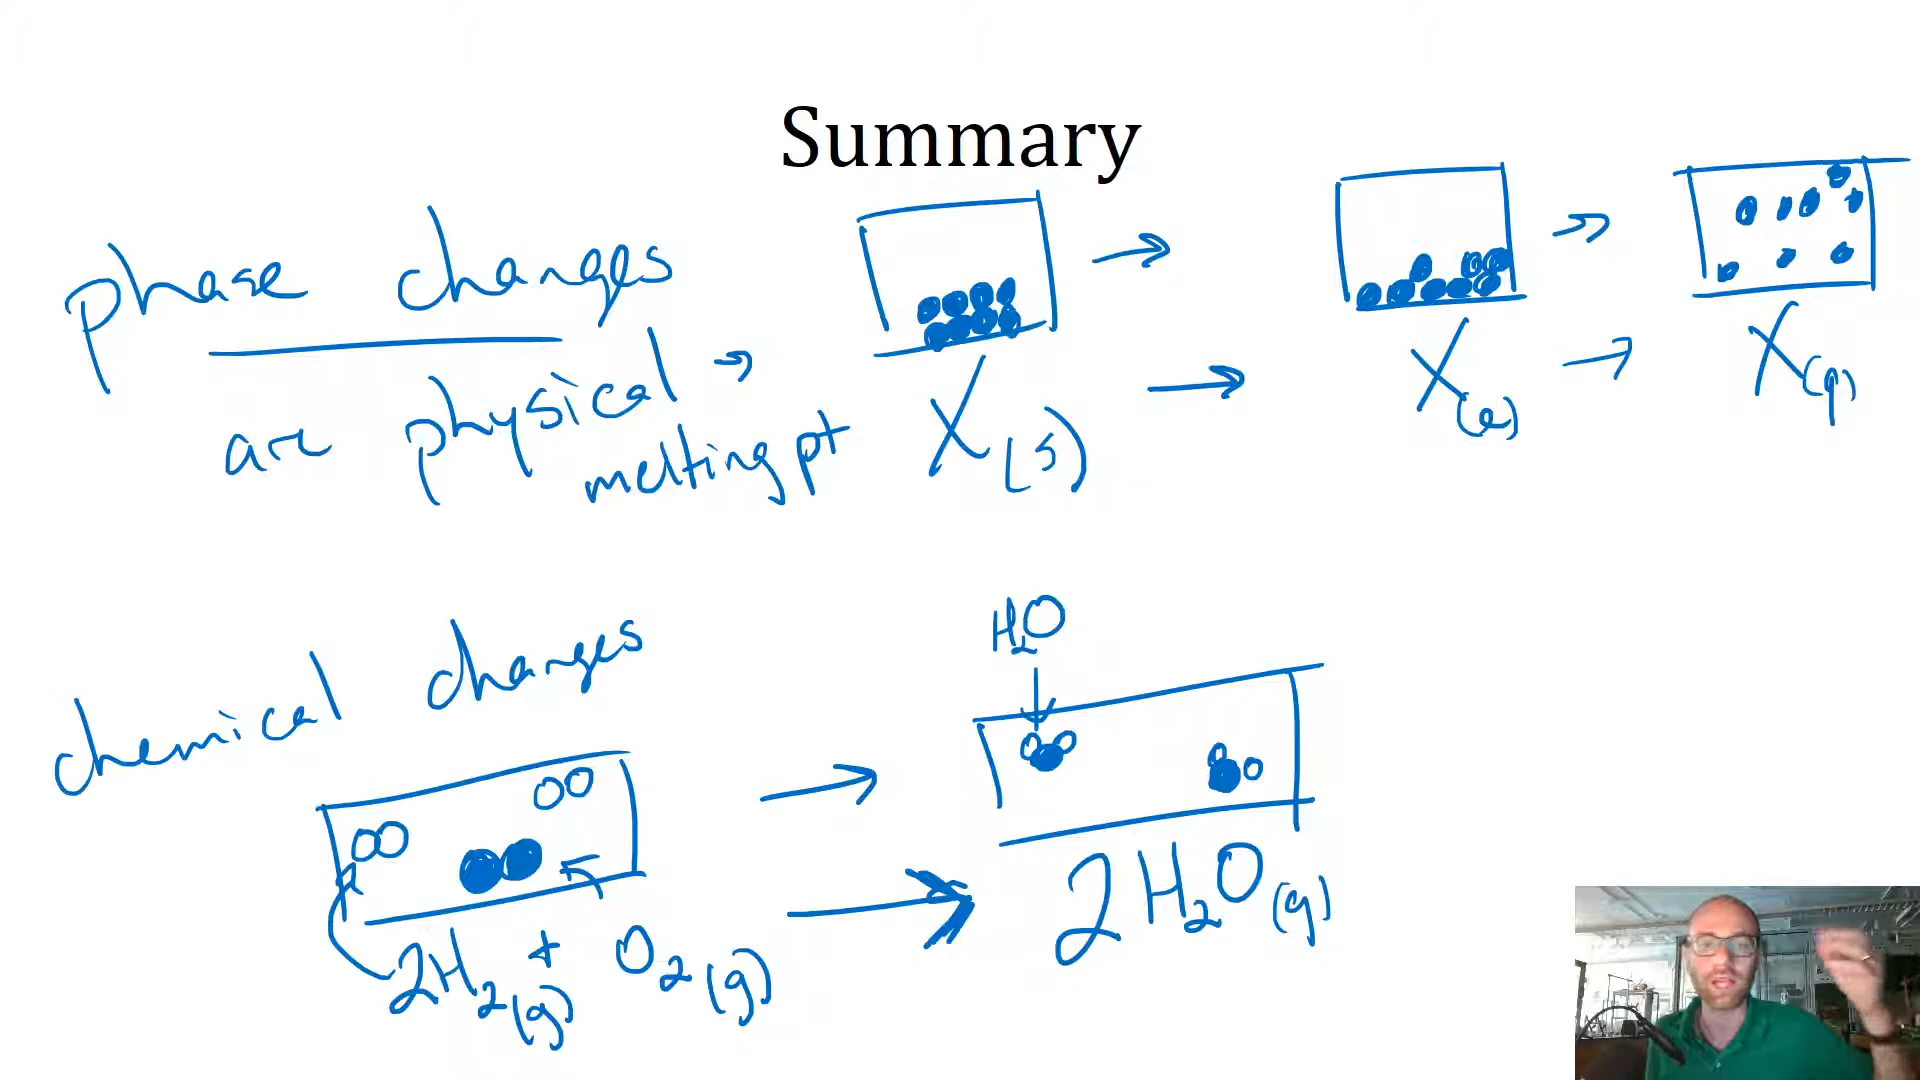 Summary
phase changes
are physical →
melting pt
X(s) → X(l) → X(g)
chemical changes
H₂O
2H₂(g) + O₂(g) → 2H₂O(g)